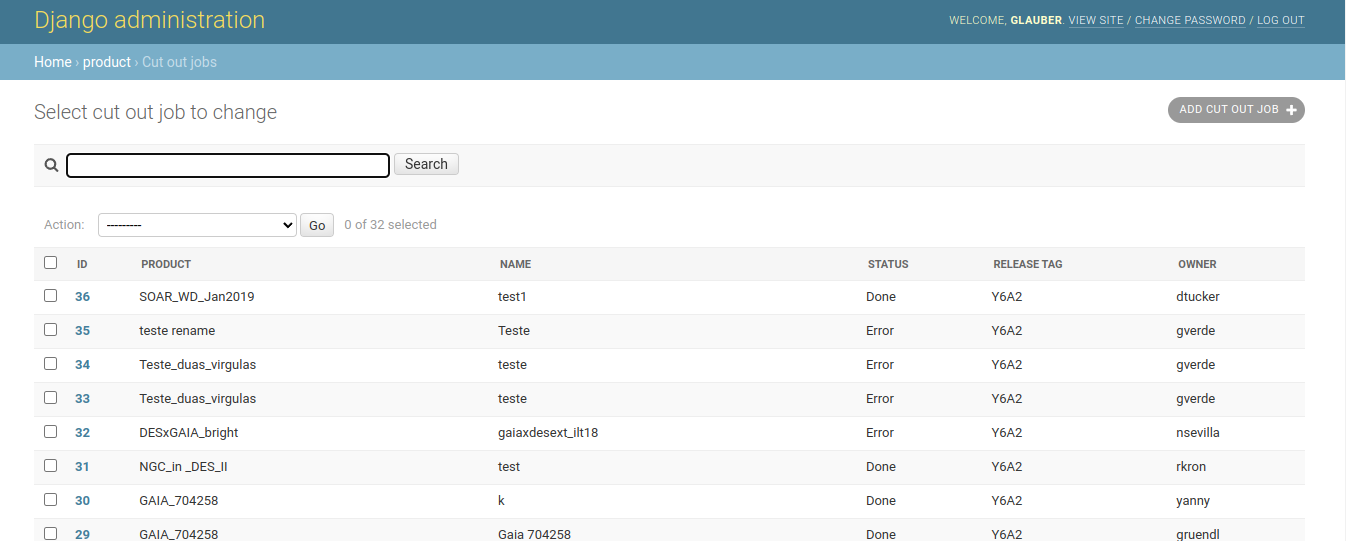 Django administration
WELCOME, GLAUBER. VIEW SITE / CHANGE PASSWORD / LOG OUT
Home › product › Cut out jobs
Select cut out job to change
ADD CUT OUT JOB +
Search
Action: --------- Go 0 of 32 selected
ID PRODUCT NAME STATUS RELEASE TAG OWNER
36 SOAR_WD_Jan2019 test1 Done Y6A2 dtucker
35 teste rename Teste Error Y6A2 gverde
34 Teste_duas_virgulas teste Error Y6A2 gverde
33 Teste_duas_virgulas teste Error Y6A2 gverde
32 DESxGAIA_bright gaiaxdesext_ilt18 Error Y6A2 nsevilla
31 NGC_in _DES_II test Done Y6A2 rkron
30 GAIA_704258 k Done Y6A2 yanny
29 GAIA_704258 Gaia 704258 Done Y6A2 gruendl